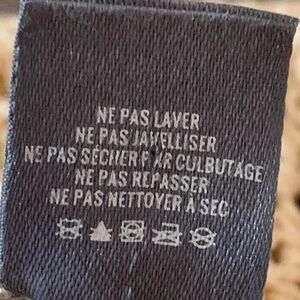 NE PAS LAVER
NE PAS JAVELLISER
NE PAS SÉCHER PAR CULBUTAGE
NE PAS REPASSER
NE PAS NETTOYER À SEC